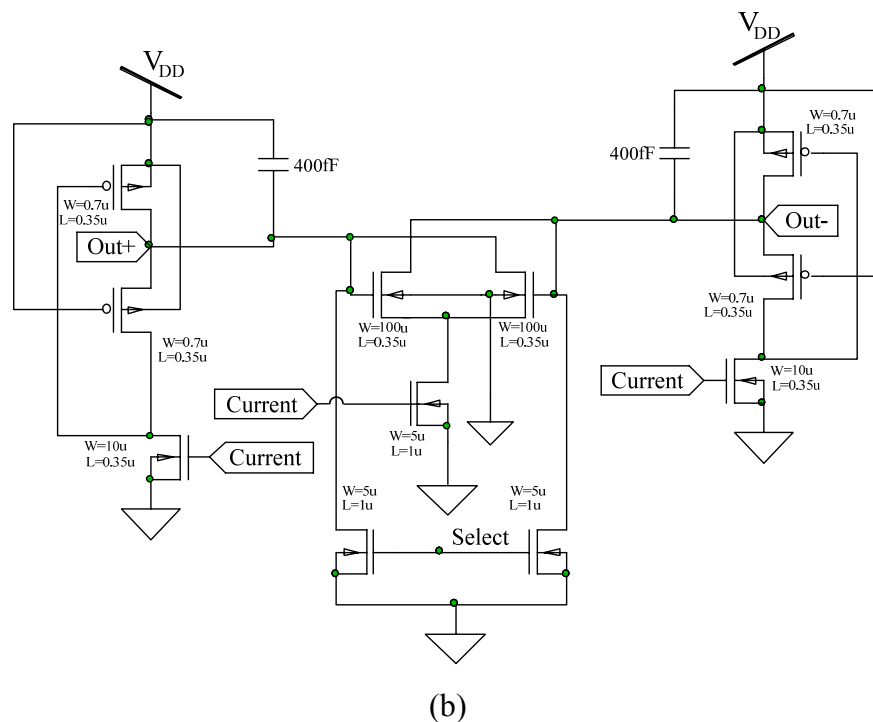 VDD
VDD
400fF
W=0.7u
L=0.35u
Out+
W=0.7u
L=0.35u
W=10u
L=0.35u
Current
W=100u
L=0.35u
W=100u
L=0.35u
Current
W=5u
L=1u
W=5u
L=1u
W=5u
L=1u
Select
400fF
W=0.7u
L=0.35u
Out-
W=0.7u
L=0.35u
Current
W=10u
L=0.35u
(b)